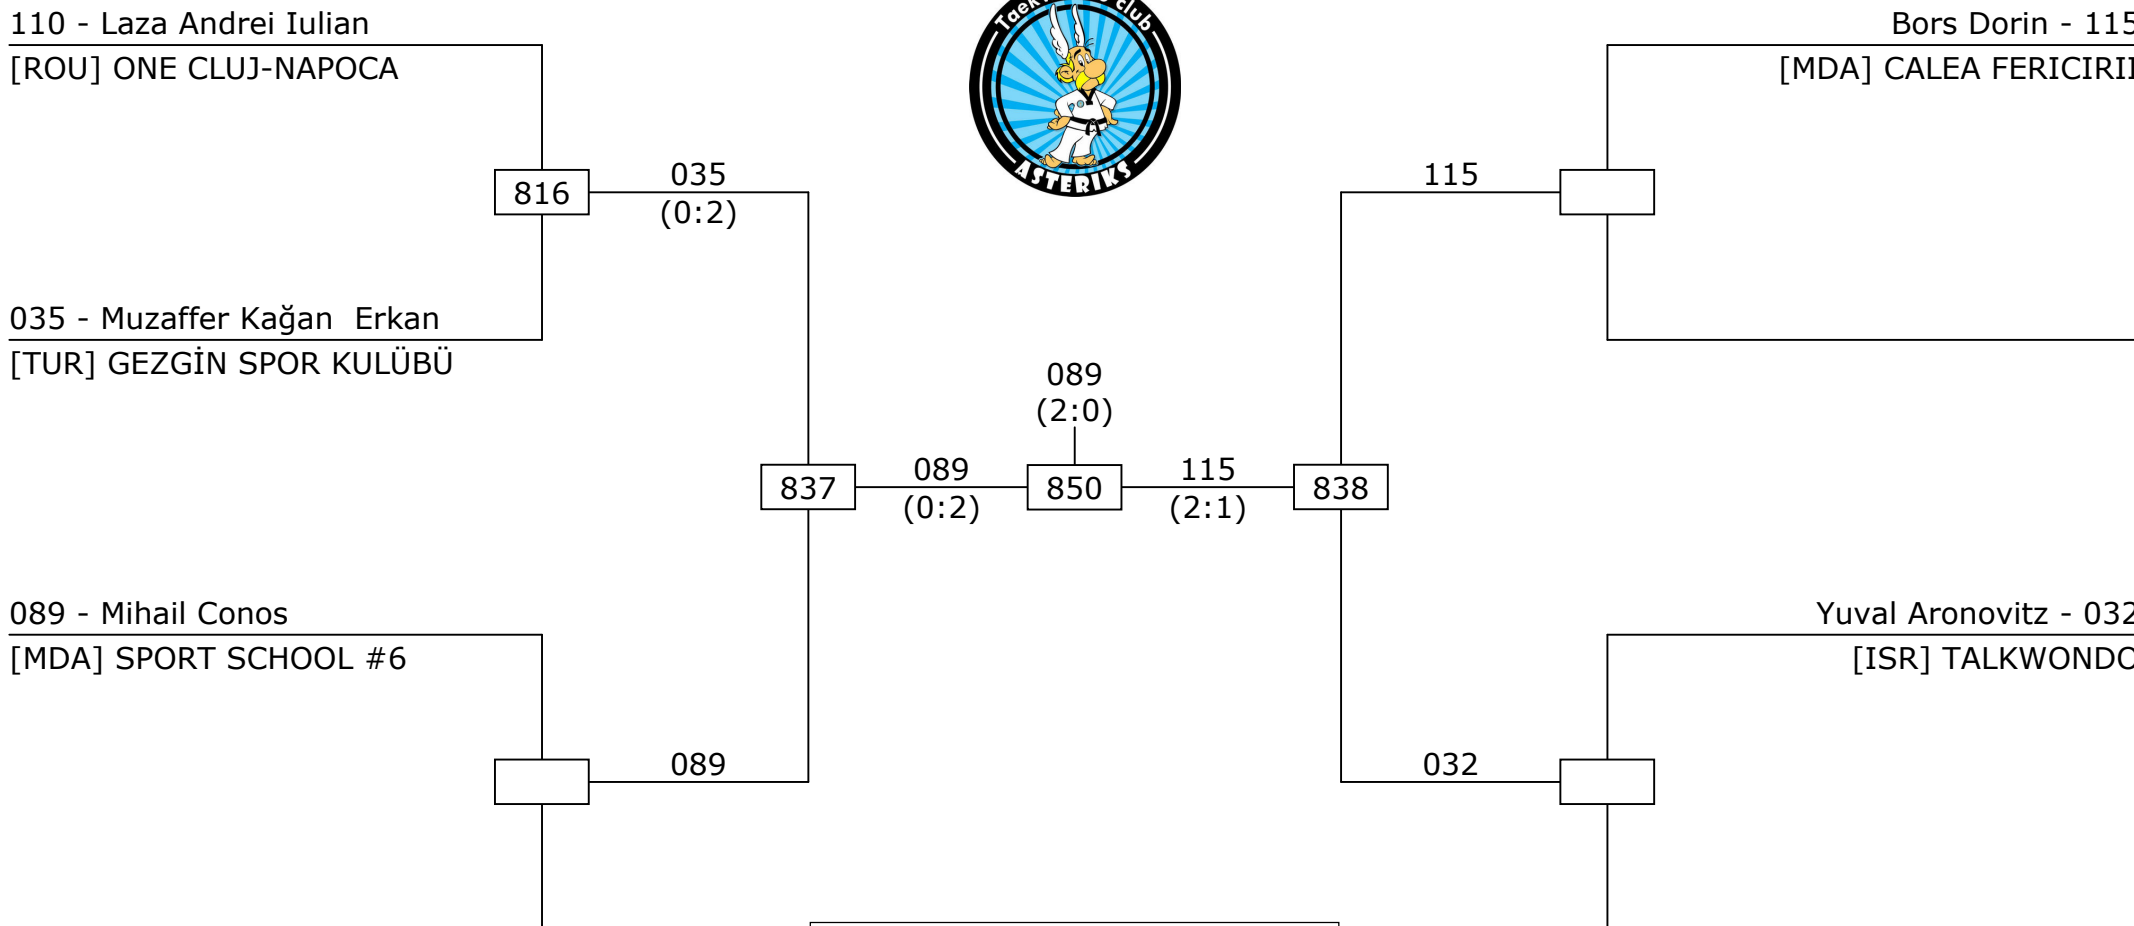 110 - Laza Andrei Iulian
[ROU] ONE CLUJ-NAPOCA
club
ASTERIKS
Bors Dorin - 115
[MDA] CALEA FERICIRII
816
035
(0:2)
115
035 - Muzaffer Kağan  Erkan
[TUR] GEZGİN SPOR KULÜBÜ
089
(2:0)
837
089
(0:2)
850
115
(2:1)
838
089 - Mihail Conos
[MDA] SPORT SCHOOL #6
Yuval Aronovitz - 032
[ISR] TALKWONDO
089
032